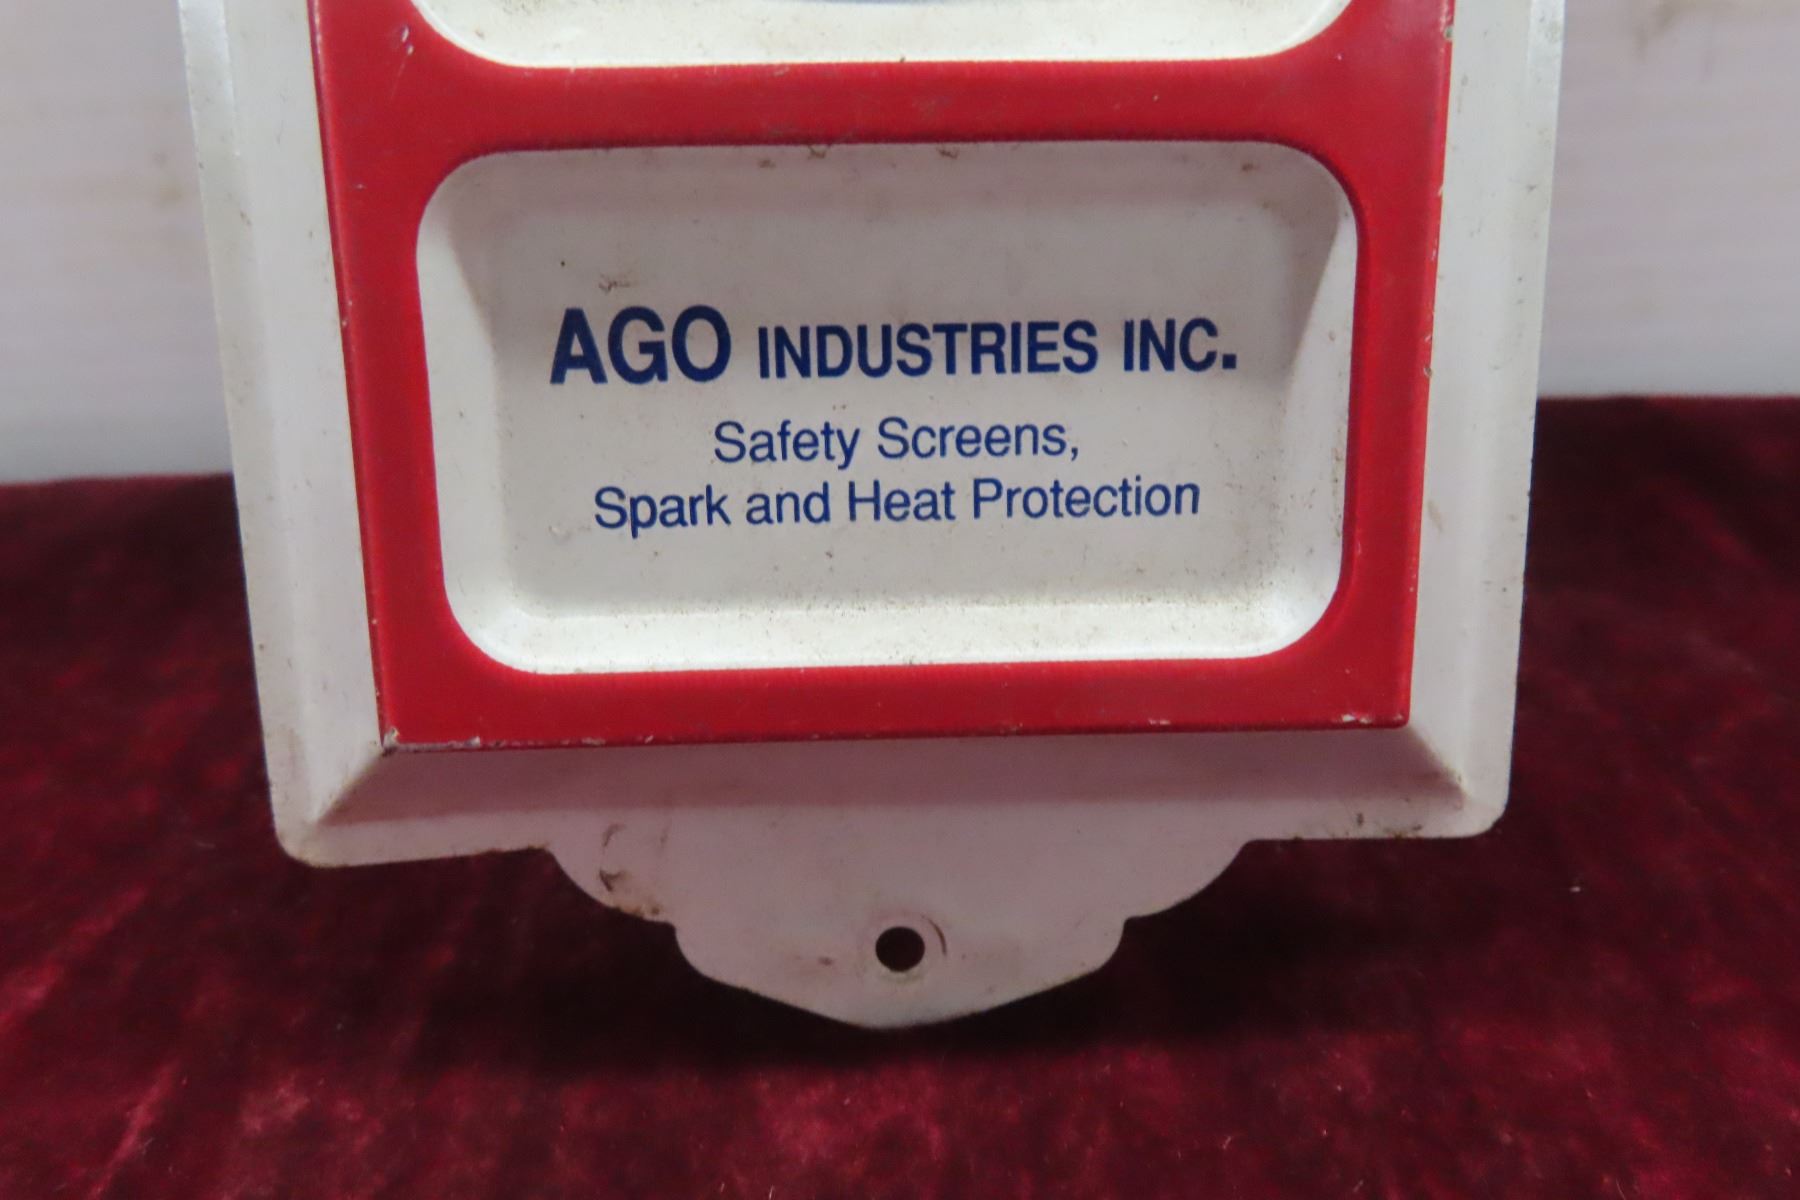 AGO INDUSTRIES INC.
Safety Screens,
Spark and Heat Protection